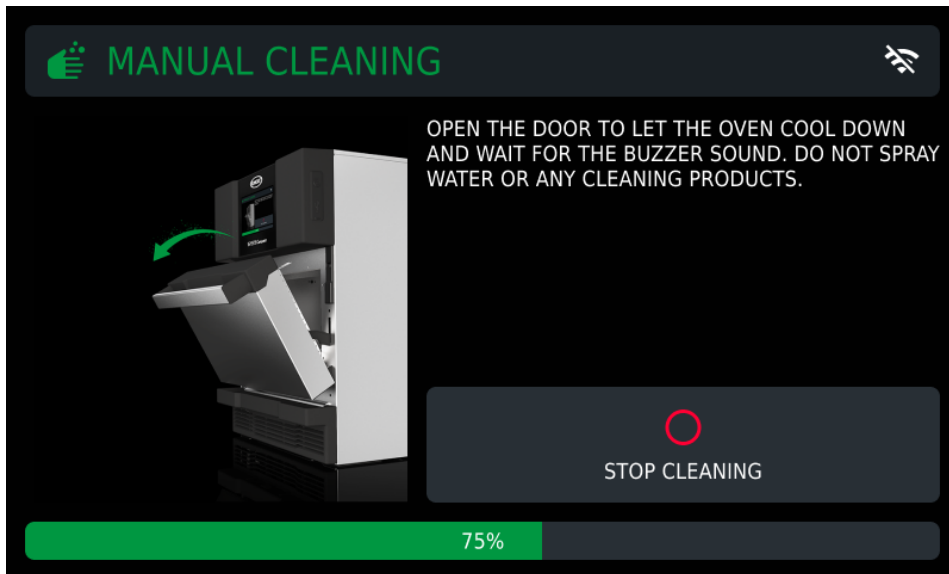 MANUAL CLEANING
OPEN THE DOOR TO LET THE OVEN COOL DOWN
AND WAIT FOR THE BUZZER SOUND. DO NOT SPRAY
WATER OR ANY CLEANING PRODUCTS.
STOP CLEANING
75%